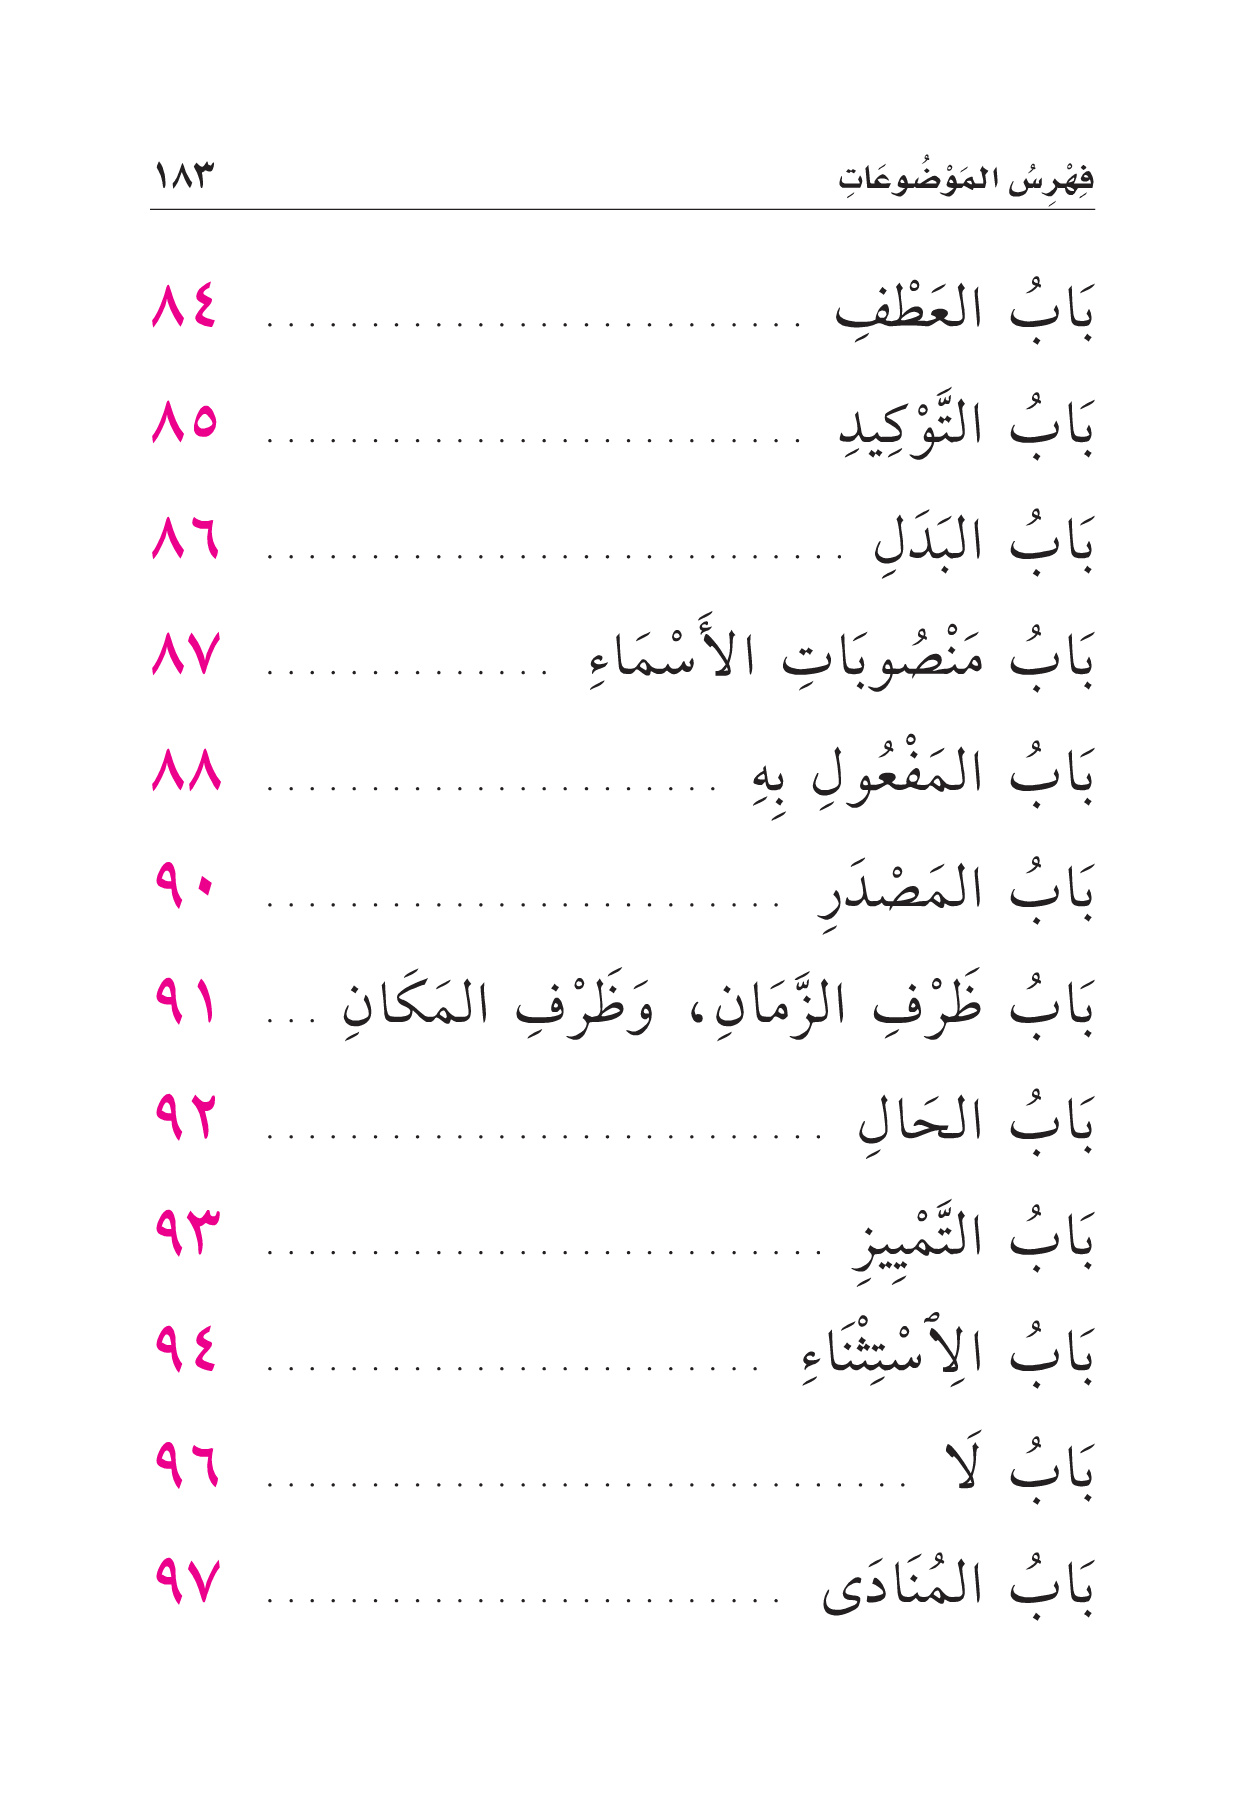 فِهْرِسُ المَوْضُوعَاتِ ١٨٣
بَابُ العَطْفِ . . . . . . . . . . . . . . . . . . . . . . . . . . ٨٤
بَابُ التَّوْكِيدِ . . . . . . . . . . . . . . . . . . . . . . . . . . ٨٥
بَابُ البَدَلِ . . . . . . . . . . . . . . . . . . . . . . . . . . . . ٨٦
بَابُ مَنْصُوبَاتِ الأَسْمَاءِ . . . . . . . . . . . . . . ٨٧
بَابُ المَفْعُولِ بِهِ . . . . . . . . . . . . . . . . . . . . . . ٨٨
بَابُ المَصْدَرِ . . . . . . . . . . . . . . . . . . . . . . . . . ٩٠
بَابُ ظَرْفِ الزَّمَانِ، وَظَرْفِ المَكَانِ . . . ٩١
بَابُ الحَالِ . . . . . . . . . . . . . . . . . . . . . . . . . . . ٩٢
بَابُ التَّمْيِيزِ . . . . . . . . . . . . . . . . . . . . . . . . . . . ٩٣
بَابُ الِٱسْتِثْنَاءِ . . . . . . . . . . . . . . . . . . . . . . . . ٩٤
بَابُ لَا . . . . . . . . . . . . . . . . . . . . . . . . . . . . . . . ٩٦
بَابُ المُنَادَى . . . . . . . . . . . . . . . . . . . . . . . . . ٩٧